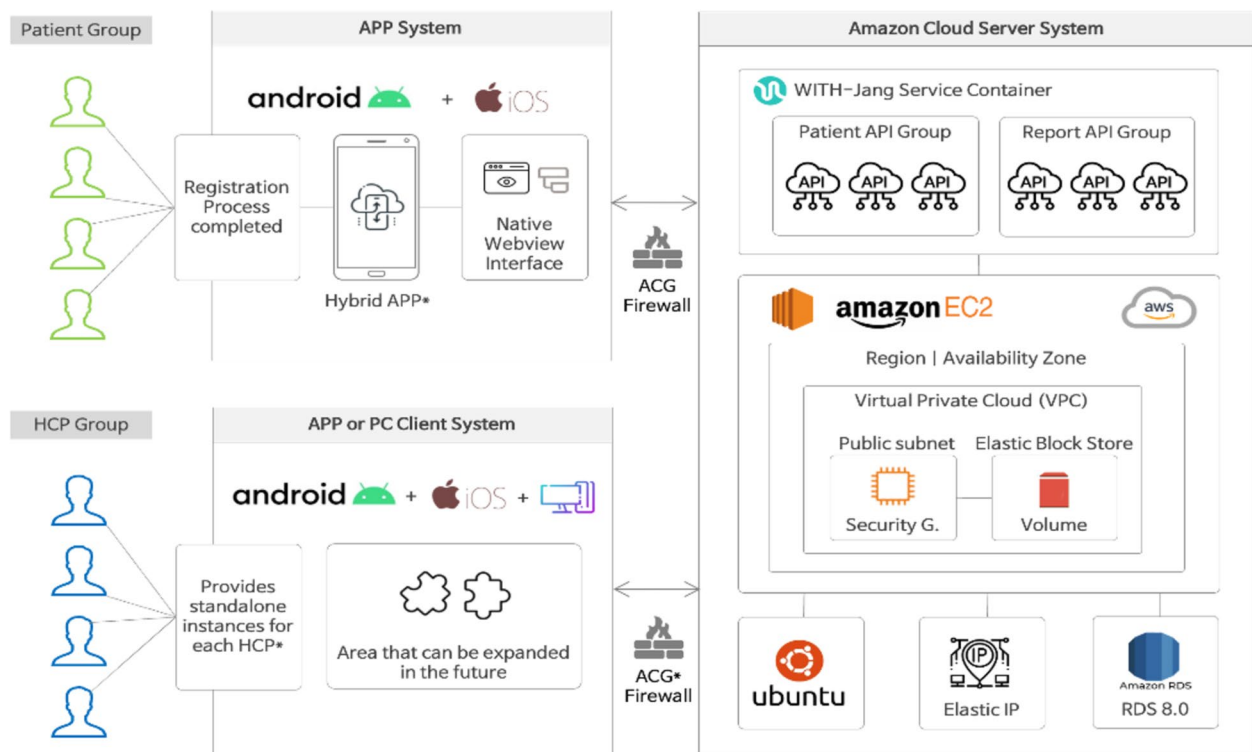 Patient Group
APP System
android
+
iOS
Registration
Process
completed
Hybrid APP*
Native
Webview
Interface
ACG
Firewall
HCP Group
APP or PC Client System
android
+
iOS
+
Provides
standalone
instances for
each HCP*
Area that can be expanded
in the future
ACG*
Firewall
Amazon Cloud Server System
WITH-Jang Service Container
Patient API Group
API
API
API
Report API Group
API
API
API
amazon EC2
aws
Region | Availability Zone
Virtual Private Cloud (VPC)
Public subnet
Security G.
Elastic Block Store
Volume
ubuntu
IP
Elastic IP
Amazon RDS
RDS 8.0